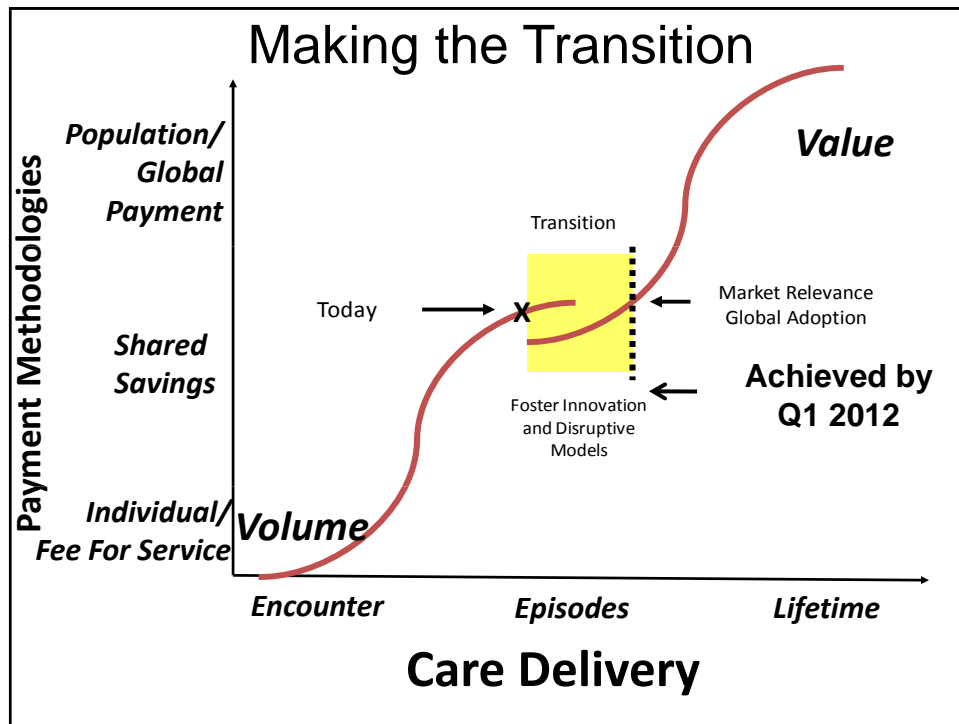 Making the Transition
Payment Methodologies
Population/
Global
Payment
Shared
Savings
Individual/
Fee For Service
Volume
Value
Transition
Today
X
Market Relevance
Global Adoption
Achieved by
Q1 2012
Foster Innovation
and Disruptive
Models
Encounter
Episodes
Lifetime
Care Delivery